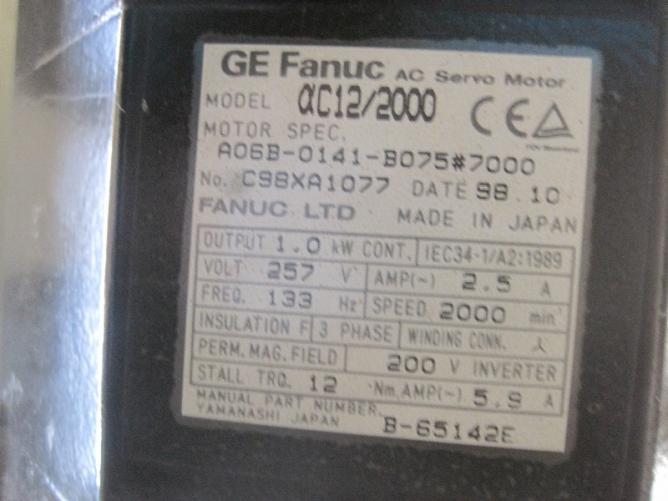 GE Fanuc AC Servo Motor
MODEL αC12/2000 CE
MOTOR SPEC.
A06B-0141-B075#7000
No. C98XA1077 DATE 98.10
FANUC LTD MADE IN JAPAN
OUTPUT 1.0 kW CONT. IEC34-1/A2:1989
VOLT 257 V AMP(~) 2.5 A
FREQ. 133 Hz SPEED 2000 min⁻¹
INSULATION F 3 PHASE WINDING CONN. 人
PERM. MAG. FIELD 200 V INVERTER
STALL TRQ. 12 Nm. AMP(~) 5.9 A
MANUAL PART NUMBER.
YAMANASHI JAPAN B-65142E